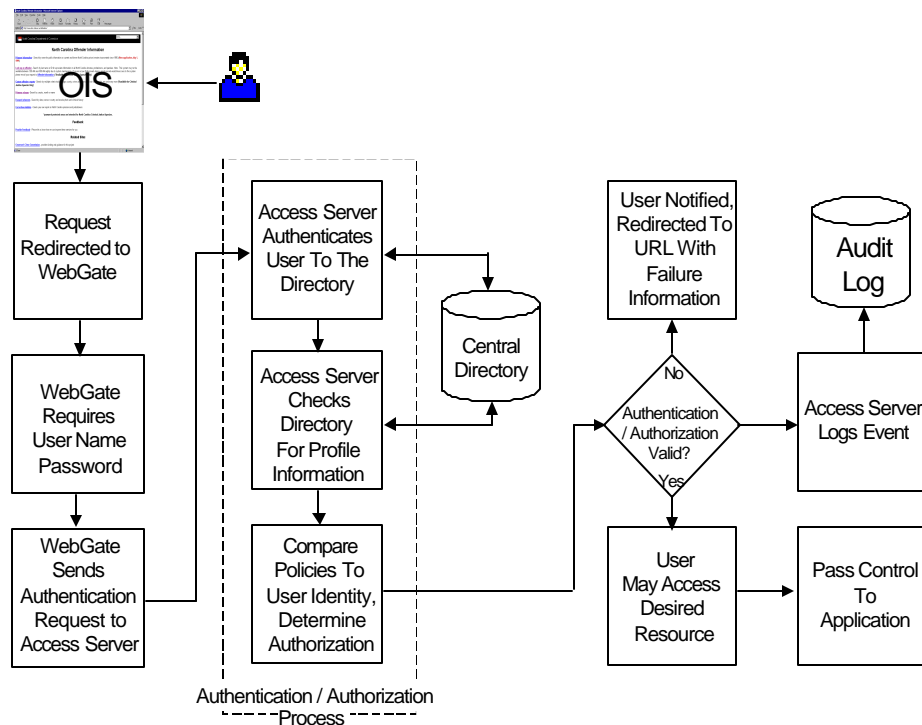 North Carolina Offender Information
OIS
Request
Redirected to
WebGate
WebGate
Requires
User Name
Password
WebGate
Sends
Authentication
Request to
Access Server
Access Server
Authenticates
User To The
Directory
Access Server
Checks
Directory
For Profile
Information
Compare
Policies To
User Identity,
Determine
Authorization
Authentication / Authorization
Process
Central
Directory
User Notified,
Redirected To
URL With
Failure
Information
No
Authentication
/ Authorization
Valid?
Yes
User
May Access
Desired
Resource
Audit
Log
Access Server
Logs Event
Pass Control
To
Application